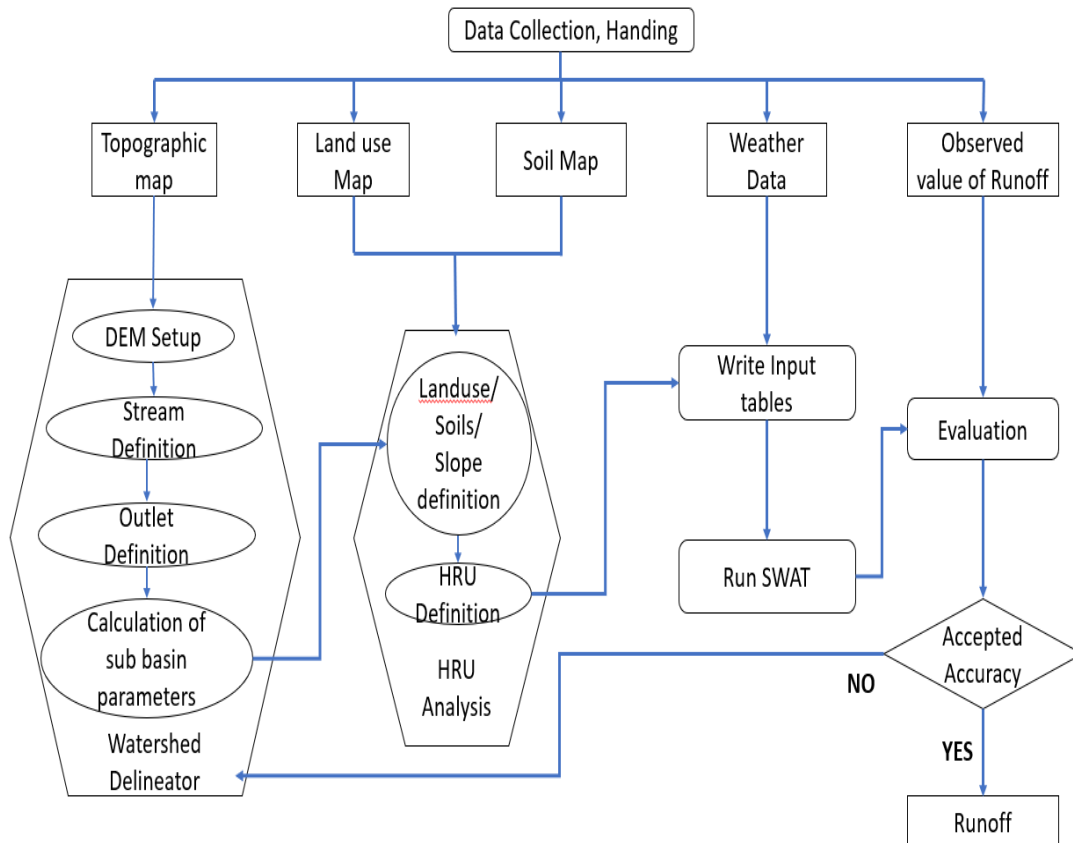 Data Collection, Handing
Topographic
map
Land use
Map
Soil Map
Weather
Data
Observed
value of Runoff
DEM Setup
Stream
Definition
Outlet
Definition
Calculation of
sub basin
parameters
Watershed
Delineator
Landuse/
Soils/
Slope
definition
HRU
Definition
HRU
Analysis
Write Input
tables
Run SWAT
Evaluation
Accepted
Accuracy
NO
YES
Runoff